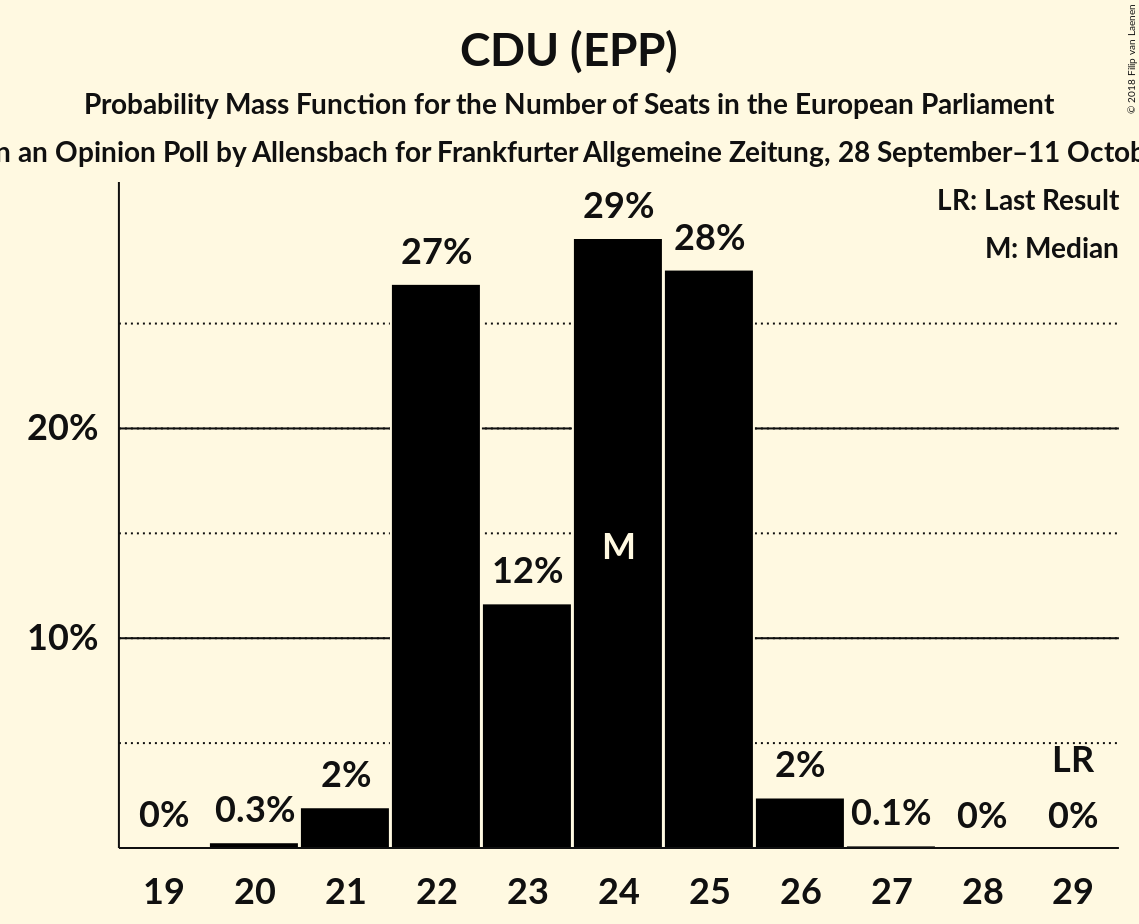 CDU (EPP)
Probability Mass Function for the Number of Seats in the European Parliament
n an Opinion Poll by Allensbach for Frankfurter Allgemeine Zeitung, 28 September–11 Octob
© 2018 Filip van Laenen
LR: Last Result
M: Median
29%
28%
27%
20%
M
12%
10%
LR
2%
2%
0%
0.3%
0.1%
0%
0%
19 20 21 22 23 24 25 26 27 28 29